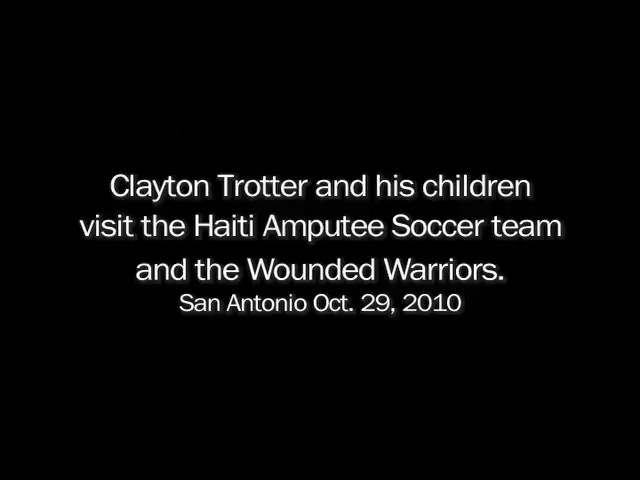 Clayton Trotter and his children
visit the Haiti Amputee Soccer team
and the Wounded Warriors.
San Antonio Oct. 29, 2010